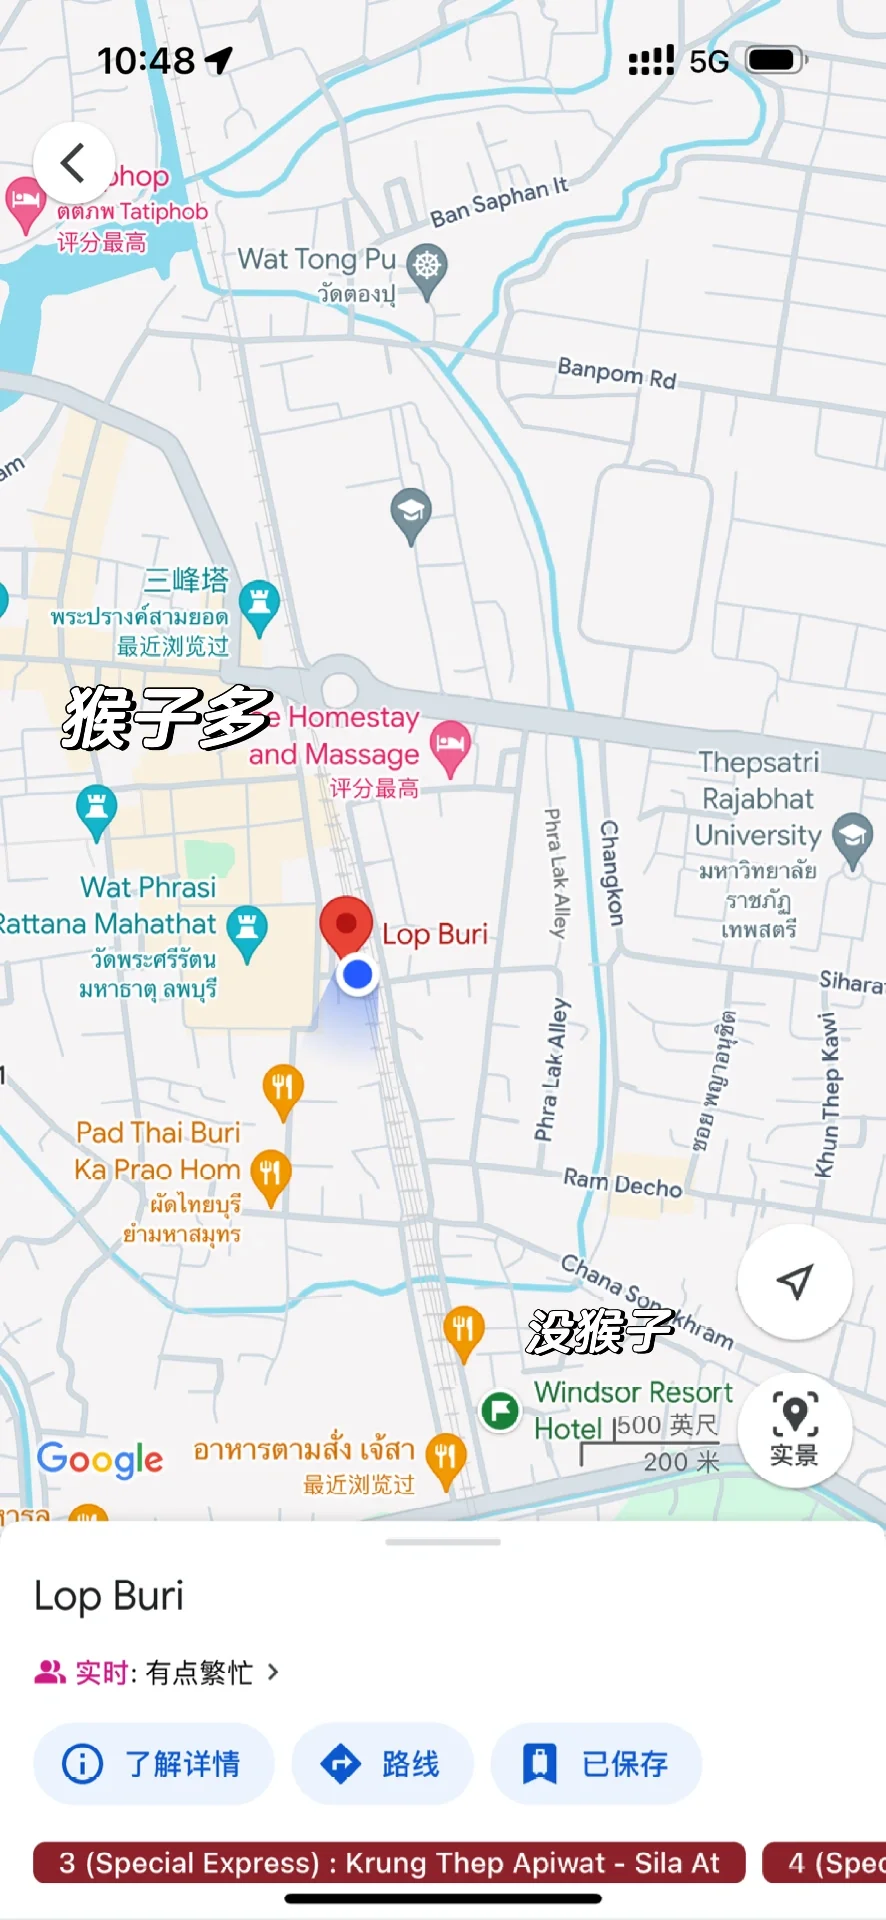 10:48
5G
phop
ตติภพ Tatiphob
评分最高
Ban Saphan It
Wat Tong Pu
วัดตองปุ
Banpom Rd
am
三峰塔
พระปรางค์สามยอด
最近浏览过
猴子多
e Homestay
and Massage
评分最高
Thepsatri
Rajabhat
University
มหาวิทยาลัย
ราชภัฏ
เทพสตรี
Phra Lak Alley
Changkon
Wat Phrasi
Rattana Mahathat
วัดพระศรีรัตน
มหาธาตุ ลพบุรี
Lop Buri
Sihara
Phra Lak Alley
ซอย พญาอนุชิต
Khun Thep Kawi
1
Pad Thai Buri
Ka Prao Hom
ผัดไทยบุรี
ยำมหาสมุทร
Ram Decho
Chana Songkhram
没猴子
Windsor Resort
Hotel
500 英尺
200 米
实景
Google
อาหารตามสั่ง เจ๊สา
最近浏览过
Lop Buri
实时: 有点繁忙
了解详情
路线
已保存
3 (Special Express) : Krung Thep Apiwat - Sila At
4 (Spec